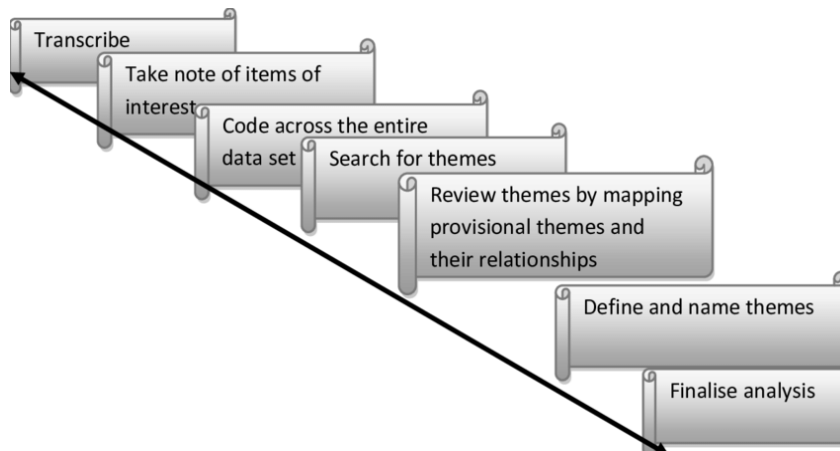 Transcribe
Take note of items of
interest
Code across the entire
data set
Search for themes
Review themes by mapping
provisional themes and
their relationships
Define and name themes
Finalise analysis